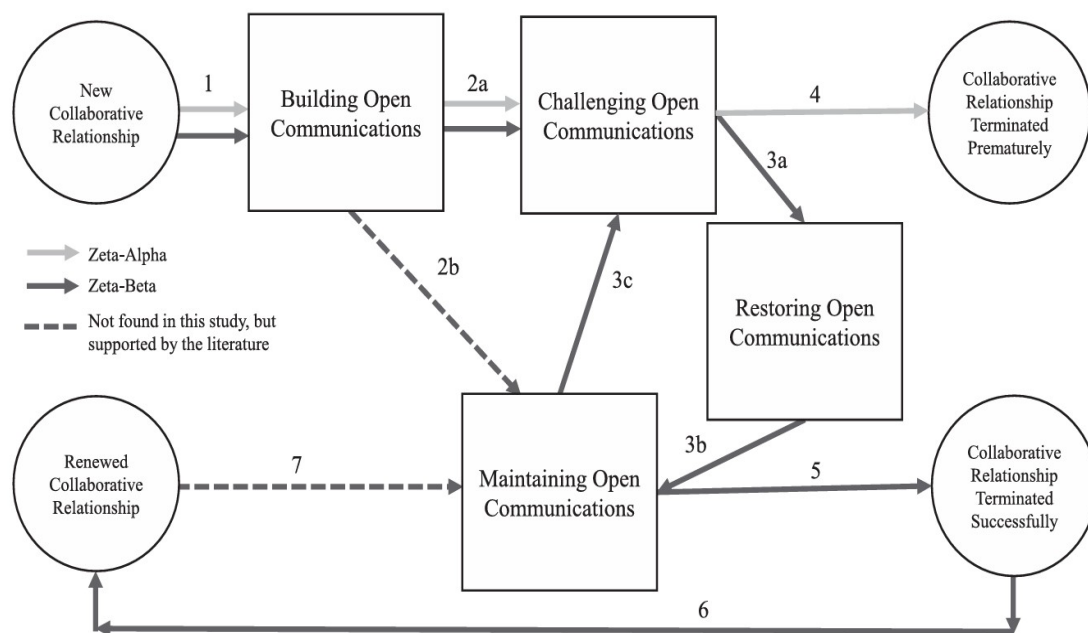 New
Collaborative
Relationship
1
Building Open
Communications
2a
Challenging Open
Communications
4
Collaborative
Relationship
Terminated
Prematurely
3a
Zeta-Alpha
Zeta-Beta
Not found in this study, but
supported by the literature
2b
3c
Restoring Open
Communications
Renewed
Collaborative
Relationship
7
Maintaining Open
Communications
3b
5
Collaborative
Relationship
Terminated
Successfully
6